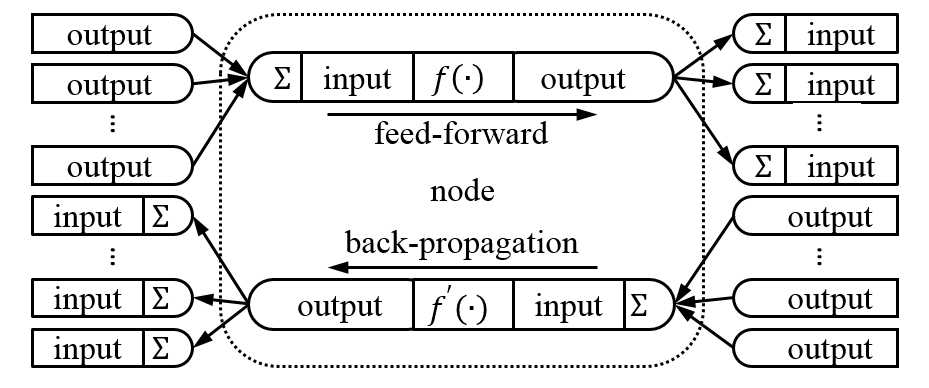 output
output
⋮
output
input Σ
⋮
input Σ
input Σ
Σ input f(·) output
feed-forward
node
back-propagation
output f′(·) input Σ
Σ input
Σ input
⋮
Σ input
output
⋮
output
output